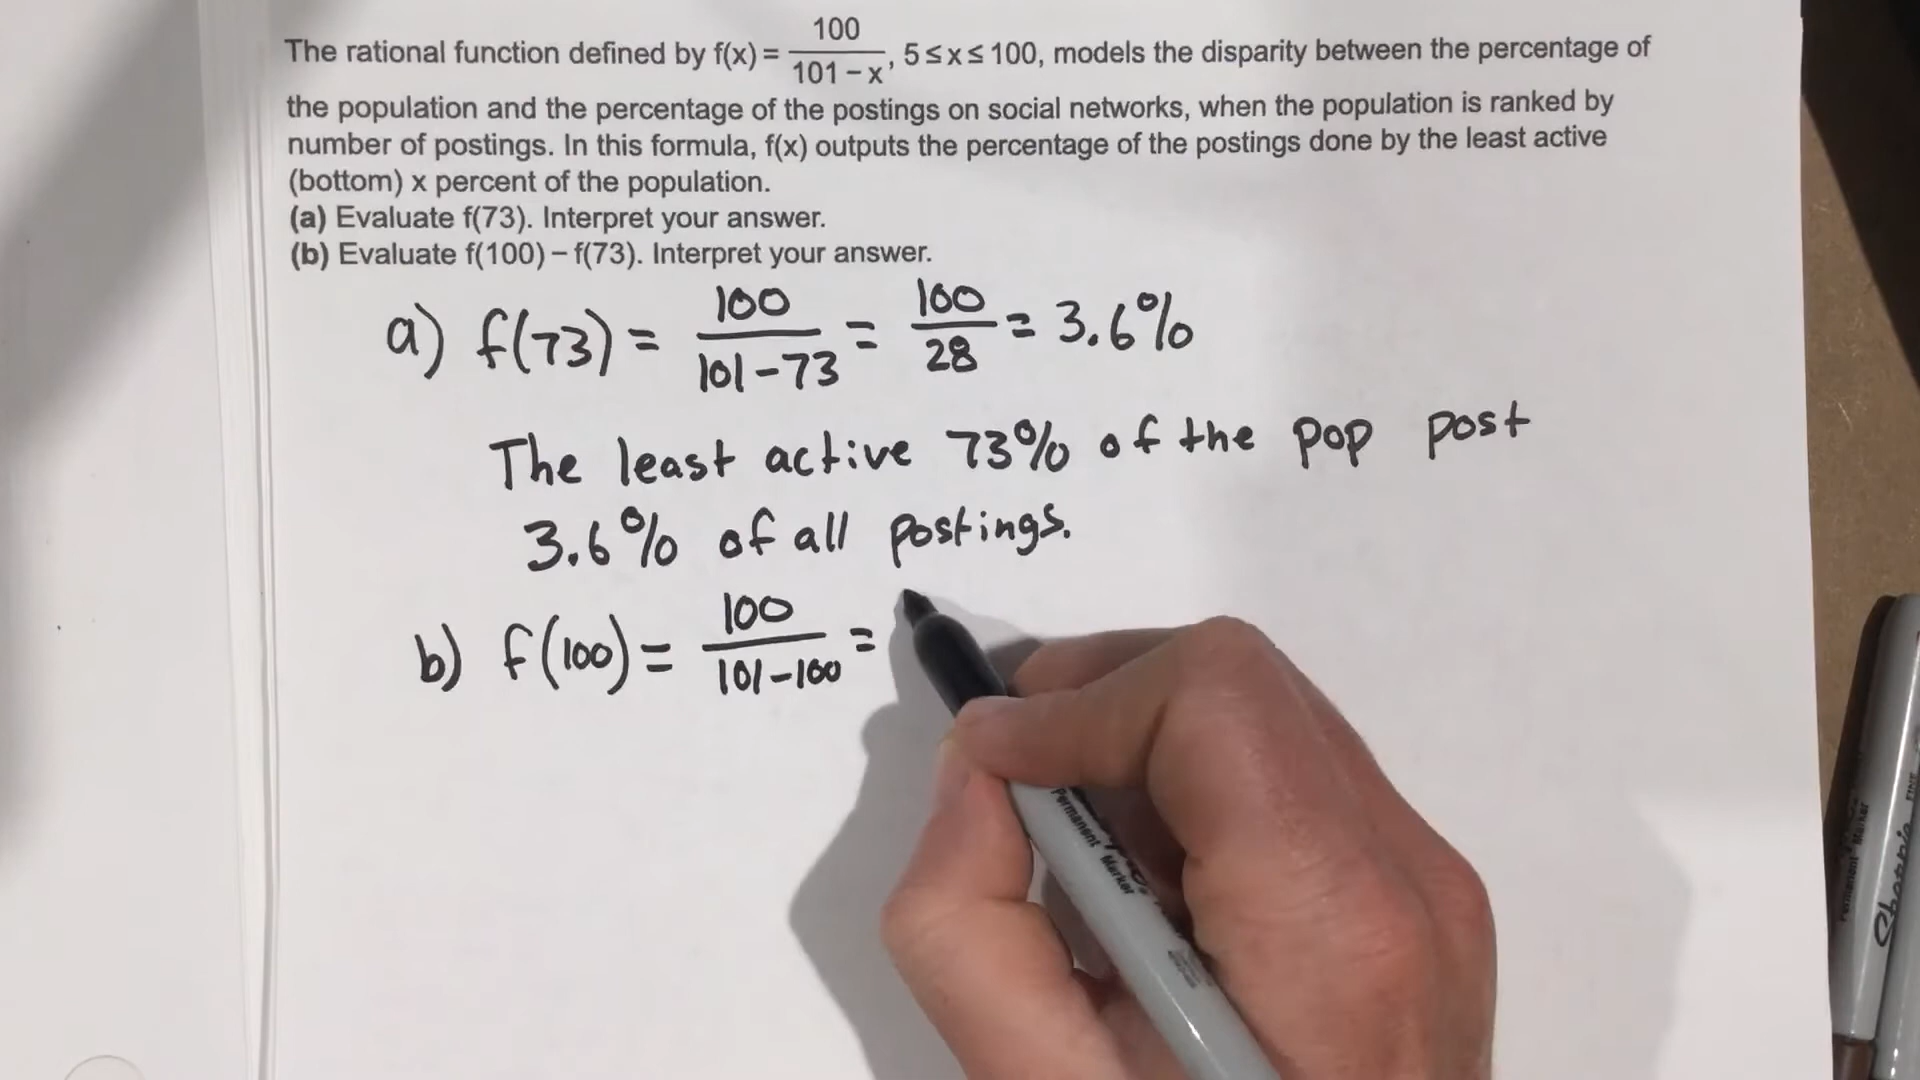 The rational function defined by f(x) = 100/(101 − x), 5 ≤ x ≤ 100, models the disparity between the percentage of
the population and the percentage of the postings on social networks, when the population is ranked by
number of postings. In this formula, f(x) outputs the percentage of the postings done by the least active
(bottom) x percent of the population.
(a) Evaluate f(73). Interpret your answer.
(b) Evaluate f(100) − f(73). Interpret your answer.
a) f(73) = 100/(101-73) = 100/28 = 3.6%
The least active 73% of the pop post
3.6% of all postings.
b) f(100) = 100/(101-100) =
Permanent Marker
Permanent Marker
Sharpie
FINE